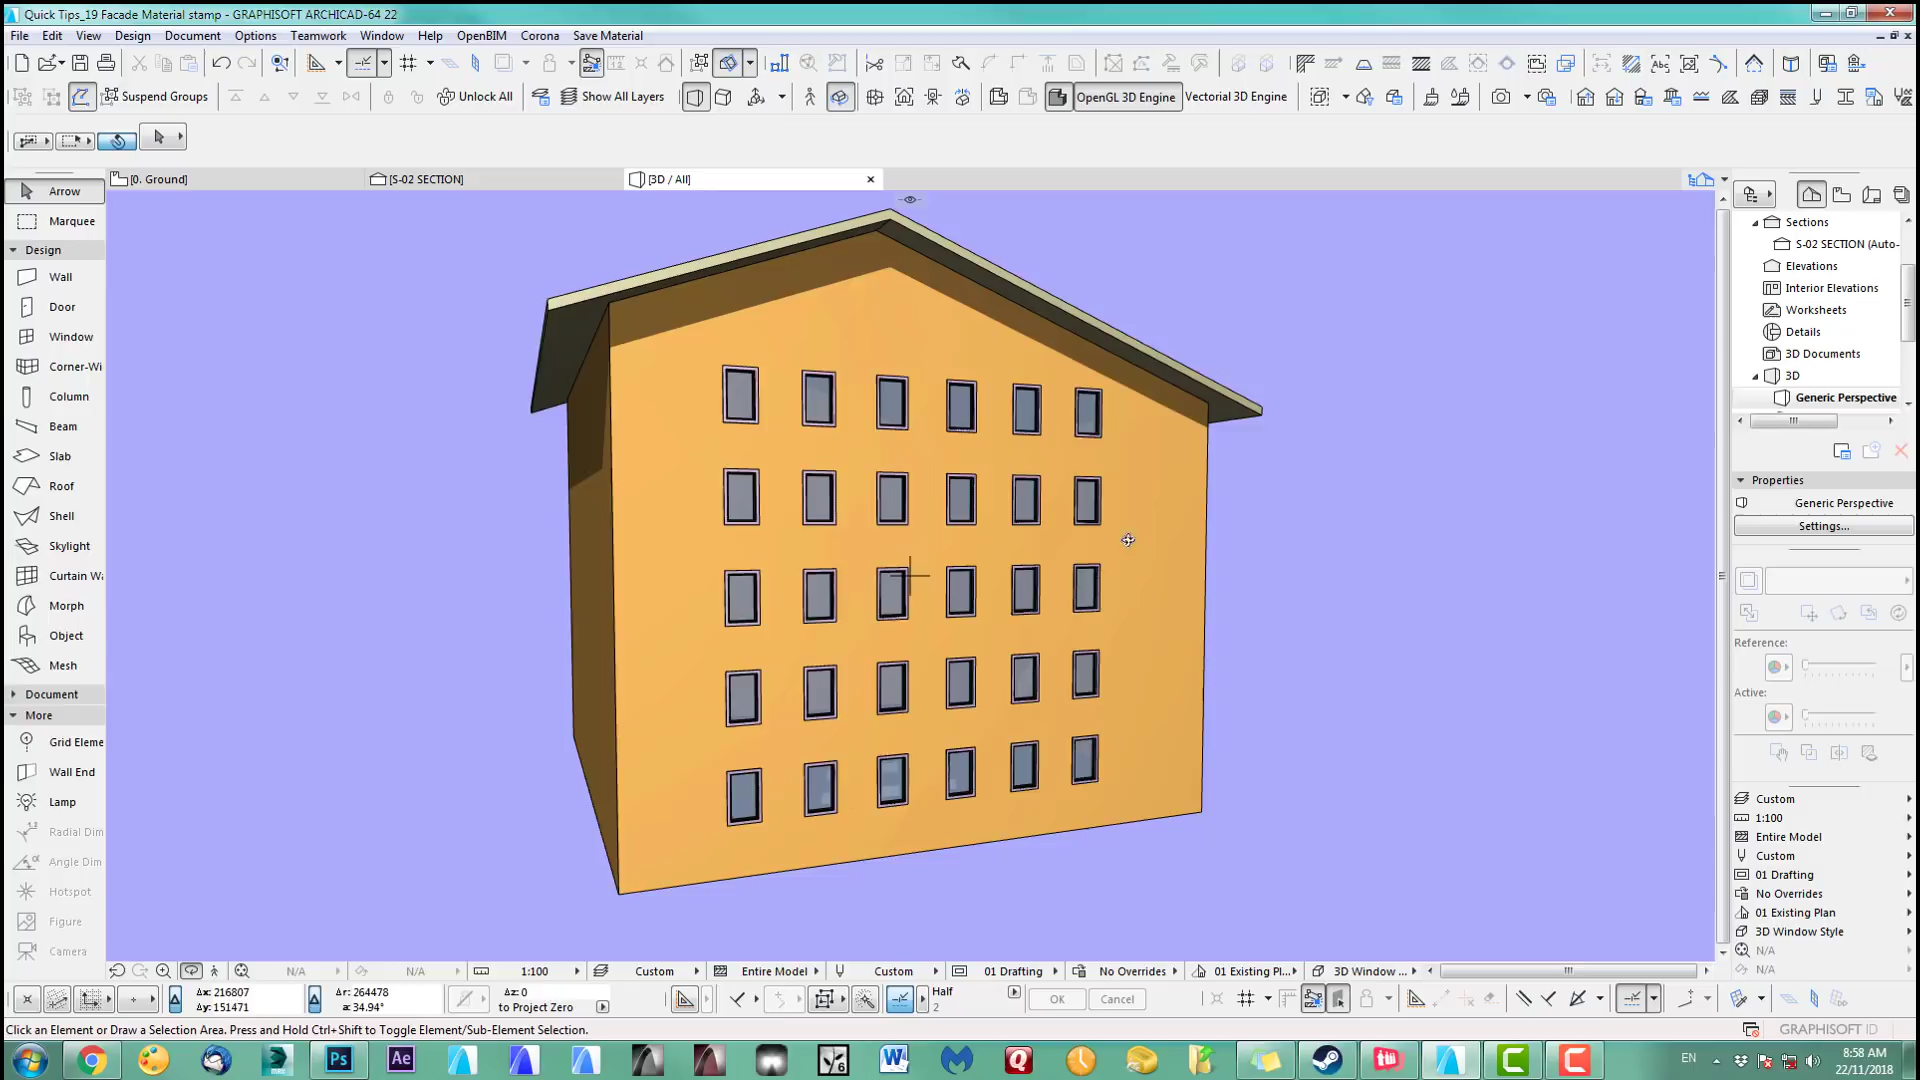 Quick Tips_19 Facade Material stamp - GRAPHISOFT ARCHICAD-64 22
File Edit View Design Document Options Teamwork Window Help OpenBIM Corona Save Material
Suspend Groups
Unlock All
Show All Layers
OpenGL 3D Engine
Vectorial 3D Engine
[0. Ground]
[S-02 SECTION]
[3D / All]
Arrow
Marquee
Design
Wall
Door
Window
Corner-Wi
Column
Beam
Slab
Roof
Shell
Skylight
Curtain Wa
Morph
Object
Mesh
Document
More
Grid Eleme
Wall End
Lamp
Radial Dim
Angle Dim
Hotspot
Figure
Camera
Sections
S-02 SECTION (Auto-
Elevations
Interior Elevations
Worksheets
Details
3D Documents
3D
Generic Perspective
Properties
Generic Perspective
Settings...
Reference:
Active:
Custom
1:100
Entire Model
Custom
01 Drafting
No Overrides
01 Existing Plan
3D Window Style
N/A
N/A
N/A N/A 1:100 Custom Entire Model Custom 01 Drafting No Overrides 01 Existing Pl... 3D Window ...
Δx: 216807
Δy: 151471
Δr: 264478
a: 34.94°
Δz: 0
to Project Zero
Half
2
OK
Cancel
Click an Element or Draw a Selection Area. Press and Hold Ctrl+Shift to Toggle Element/Sub-Element Selection.
GRAPHISOFT ID
Ps
Ae
6
W
Q
EN
8:58 AM
22/11/2018